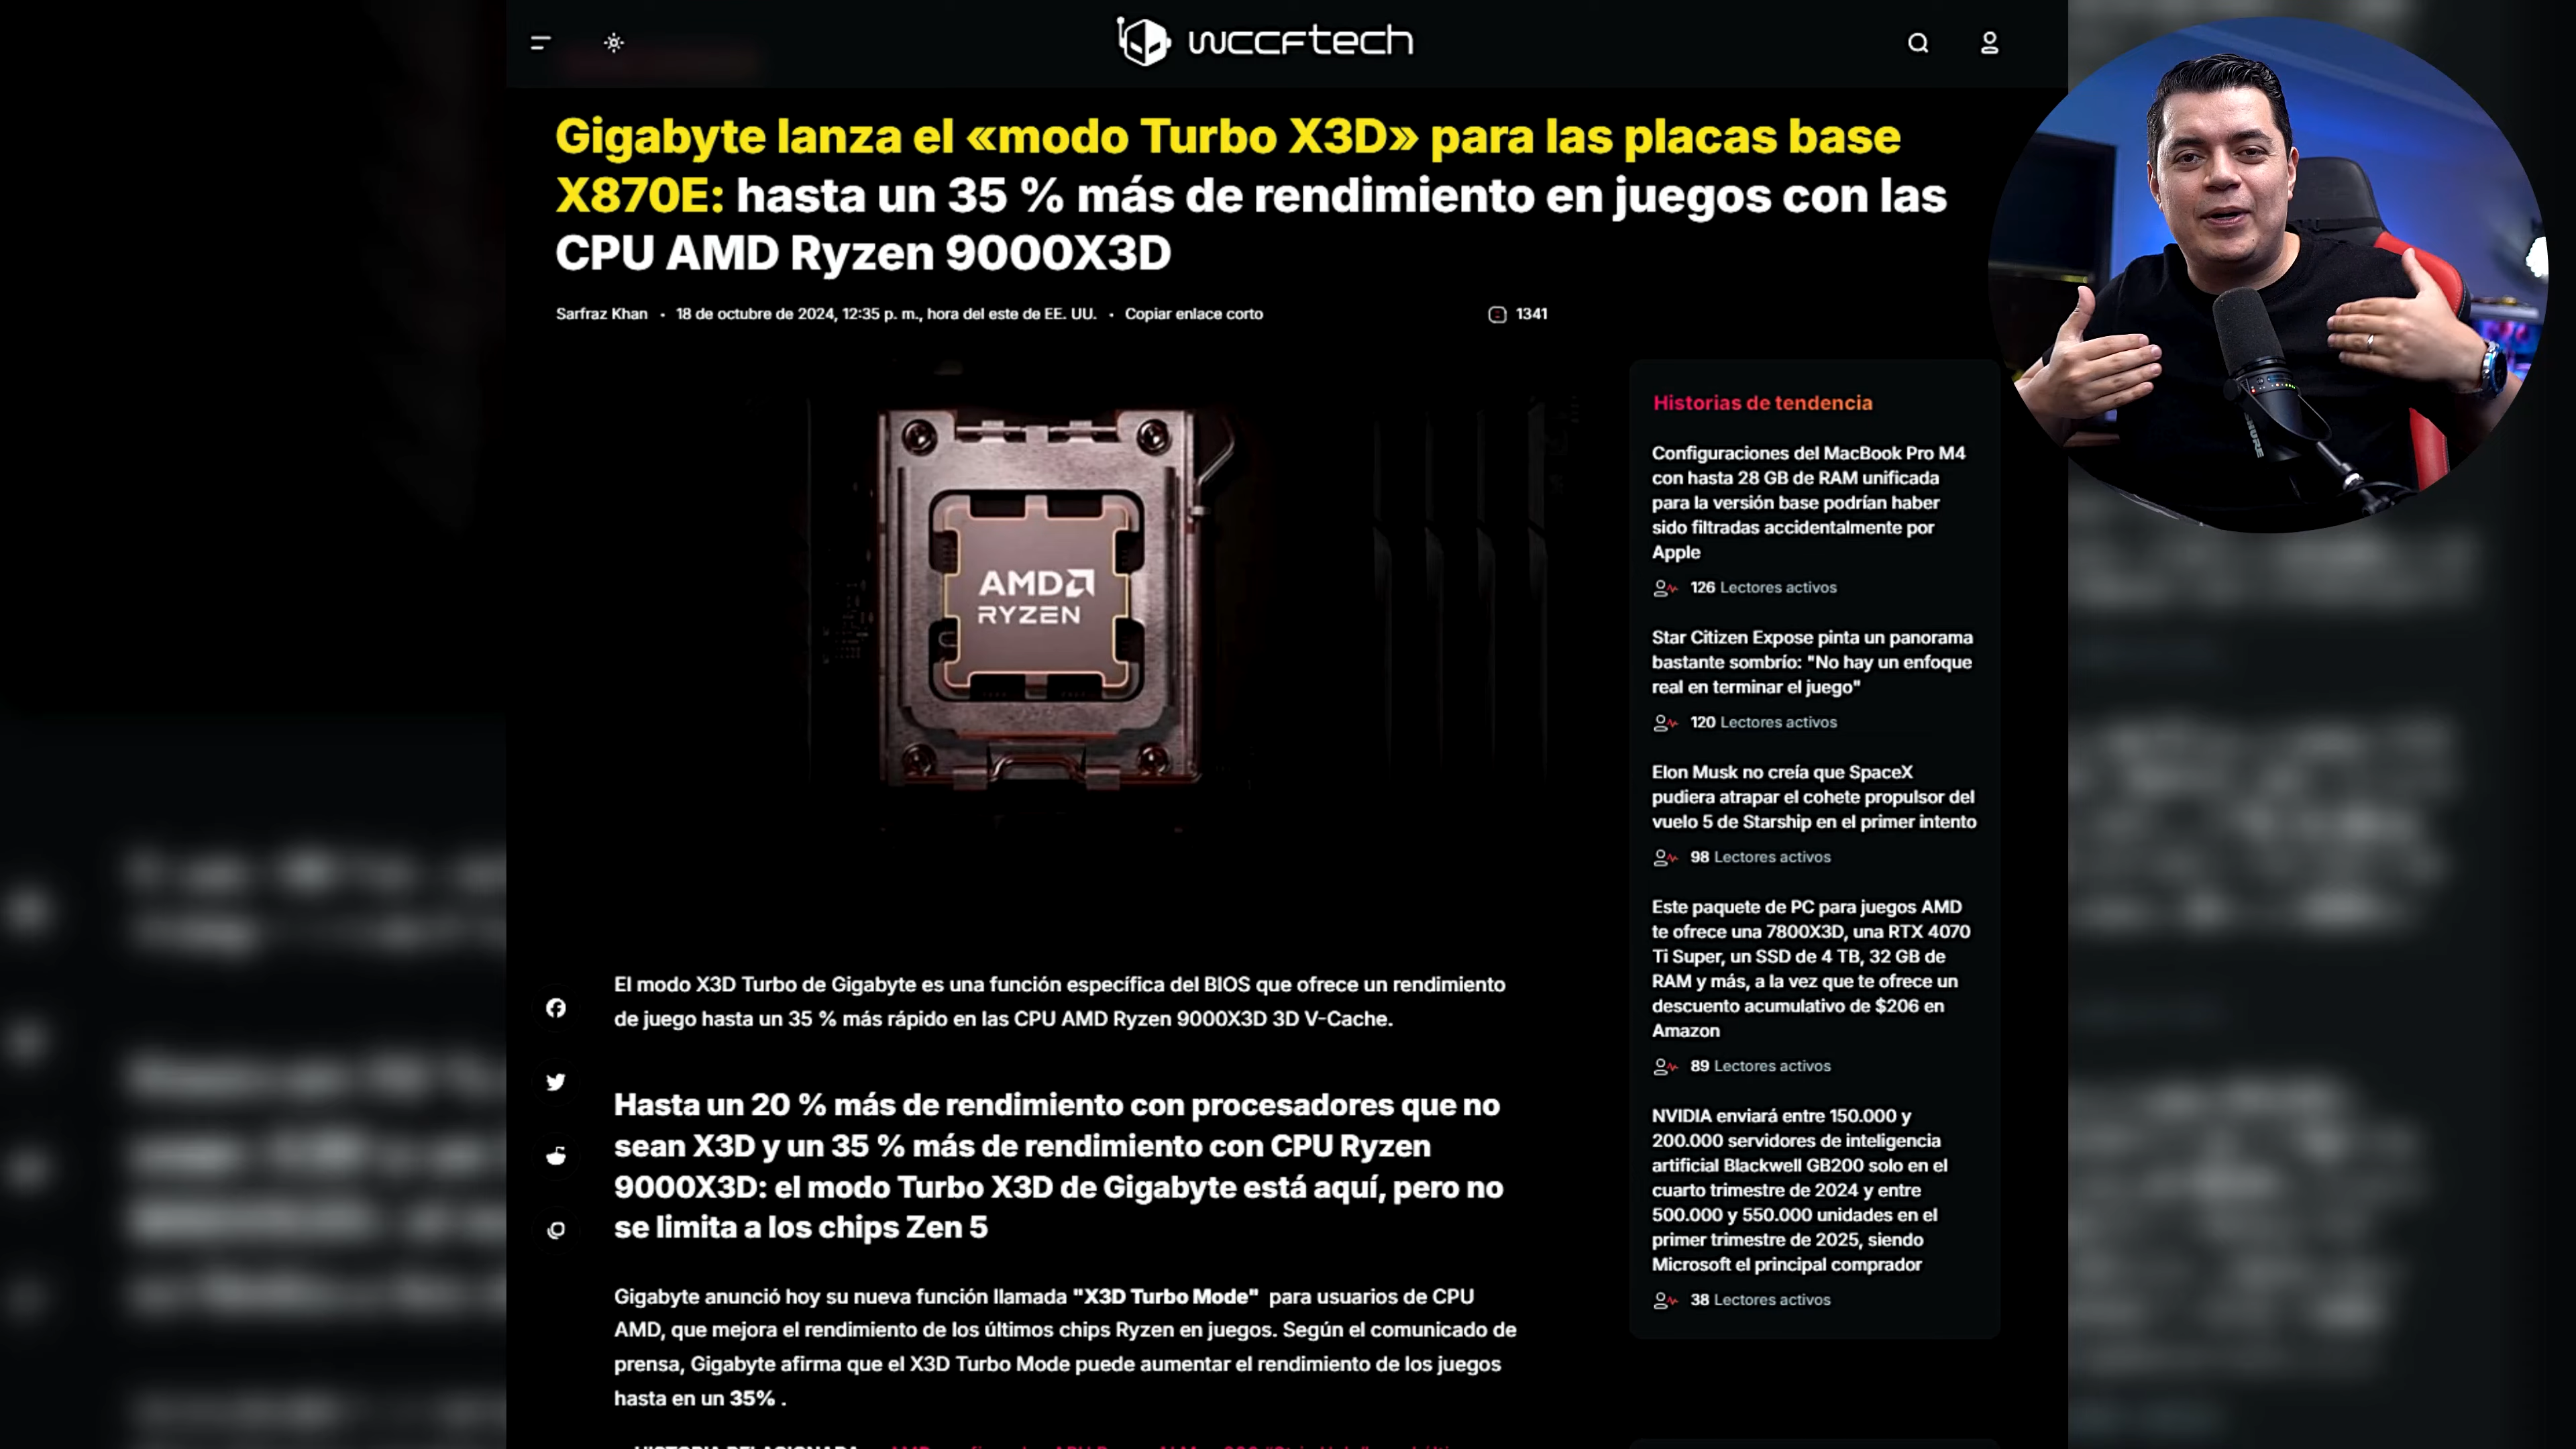 wccFtech
Gigabyte lanza el «modo Turbo X3D» para las placas base
X870E: hasta un 35 % más de rendimiento en juegos con las
CPU AMD Ryzen 9000X3D
Sarfraz Khan • 18 de octubre de 2024, 12:35 p. m., hora del este de EE. UU. • Copiar enlace corto
1341
AMD
RYZEN
El modo X3D Turbo de Gigabyte es una función específica del BIOS que ofrece un rendimiento
de juego hasta un 35 % más rápido en las CPU AMD Ryzen 9000X3D 3D V-Cache.
Hasta un 20 % más de rendimiento con procesadores que no
sean X3D y un 35 % más de rendimiento con CPU Ryzen
9000X3D: el modo Turbo X3D de Gigabyte está aquí, pero no
se limita a los chips Zen 5
Gigabyte anunció hoy su nueva función llamada "X3D Turbo Mode" para usuarios de CPU
AMD, que mejora el rendimiento de los últimos chips Ryzen en juegos. Según el comunicado de
prensa, Gigabyte afirma que el X3D Turbo Mode puede aumentar el rendimiento de los juegos
hasta en un 35% .
Historias de tendencia
Configuraciones del MacBook Pro M4
con hasta 28 GB de RAM unificada
para la versión base podrían haber
sido filtradas accidentalmente por
Apple
126 Lectores activos
Star Citizen Expose pinta un panorama
bastante sombrío: "No hay un enfoque
real en terminar el juego"
120 Lectores activos
Elon Musk no creía que SpaceX
pudiera atrapar el cohete propulsor del
vuelo 5 de Starship en el primer intento
98 Lectores activos
Este paquete de PC para juegos AMD
te ofrece una 7800X3D, una RTX 4070
Ti Super, un SSD de 4 TB, 32 GB de
RAM y más, a la vez que te ofrece un
descuento acumulativo de $206 en
Amazon
89 Lectores activos
NVIDIA enviará entre 150.000 y
200.000 servidores de inteligencia
artificial Blackwell GB200 solo en el
cuarto trimestre de 2024 y entre
500.000 y 550.000 unidades en el
primer trimestre de 2025, siendo
Microsoft el principal comprador
38 Lectores activos
SHURE